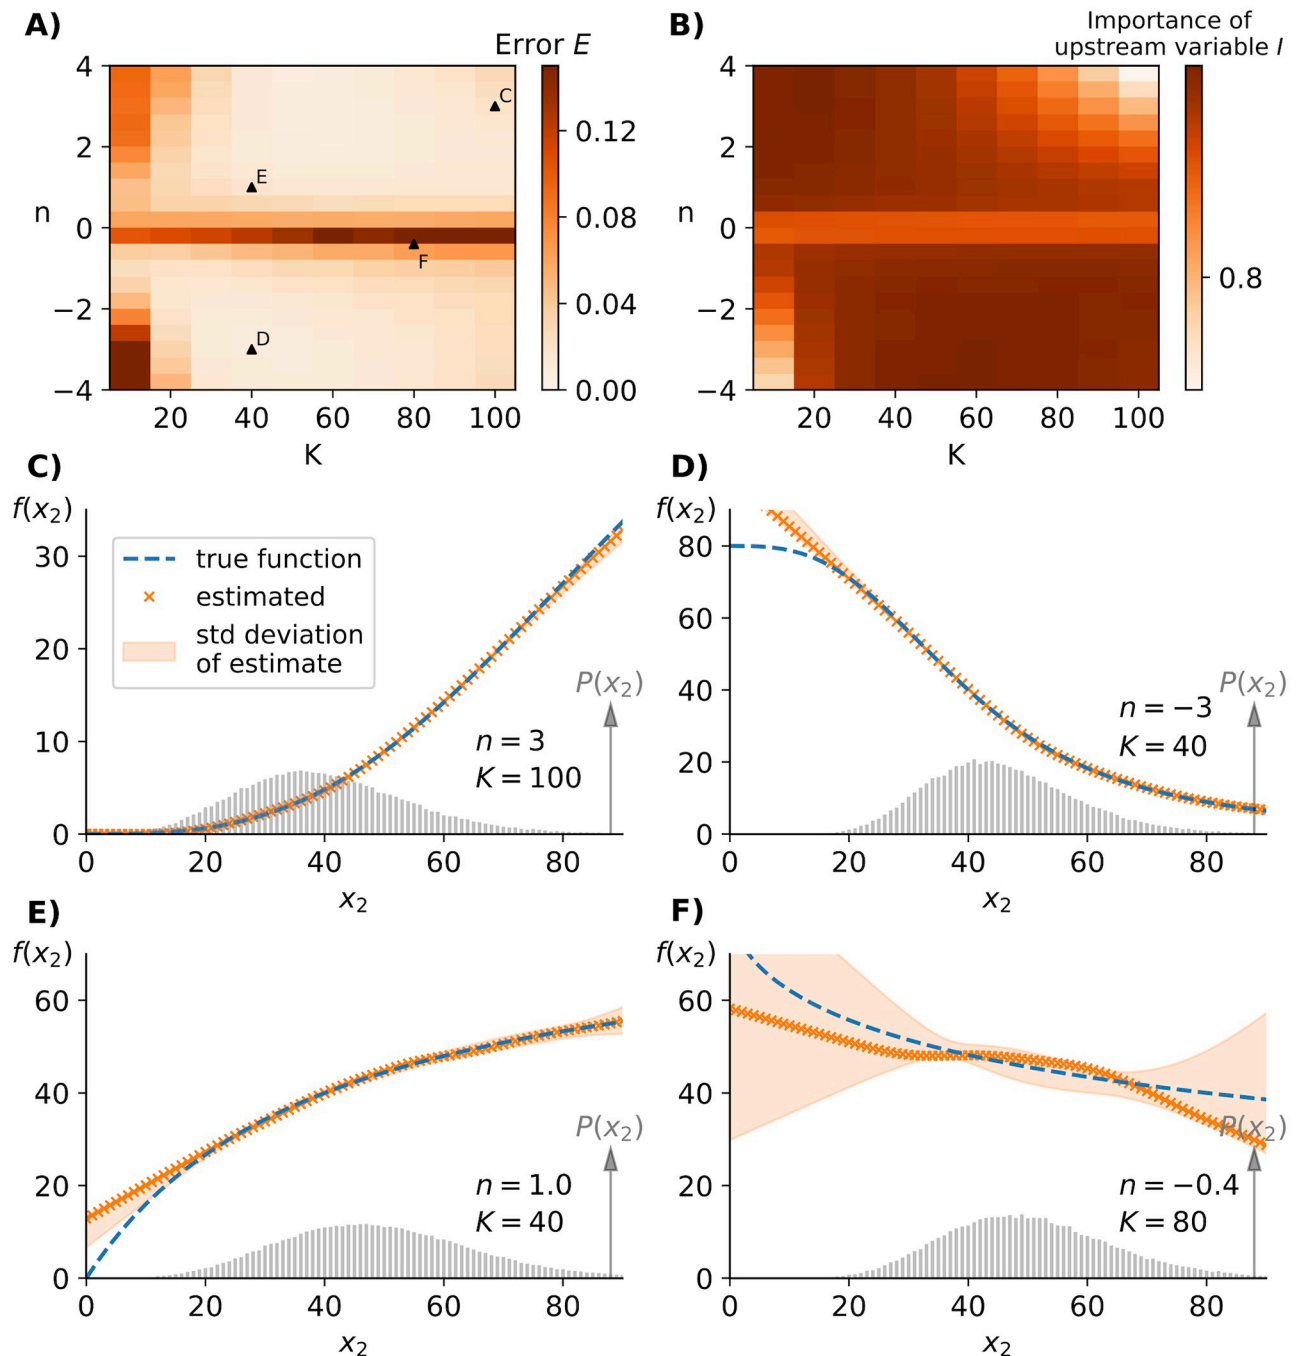 A)
Error E
4
2
0
−2
−4
n
20 40 60 80 100
K
0.12
0.08
0.04
0.00
C
E
F
D
B)
Importance of
upstream variable I
4
2
0
−2
−4
n
20 40 60 80 100
K
0.8
C)
f(x₂)
30
20
10
0
true function
estimated
std deviation
of estimate
P(x₂)
n = 3
K = 100
0 20 40 60 80
x₂
D)
f(x₂)
80
60
40
20
0
P(x₂)
n = −3
K = 40
0 20 40 60 80
x₂
E)
f(x₂)
60
40
20
0
P(x₂)
n = 1.0
K = 40
0 20 40 60 80
x₂
F)
f(x₂)
60
40
20
0
P(x₂)
n = −0.4
K = 80
0 20 40 60 80
x₂